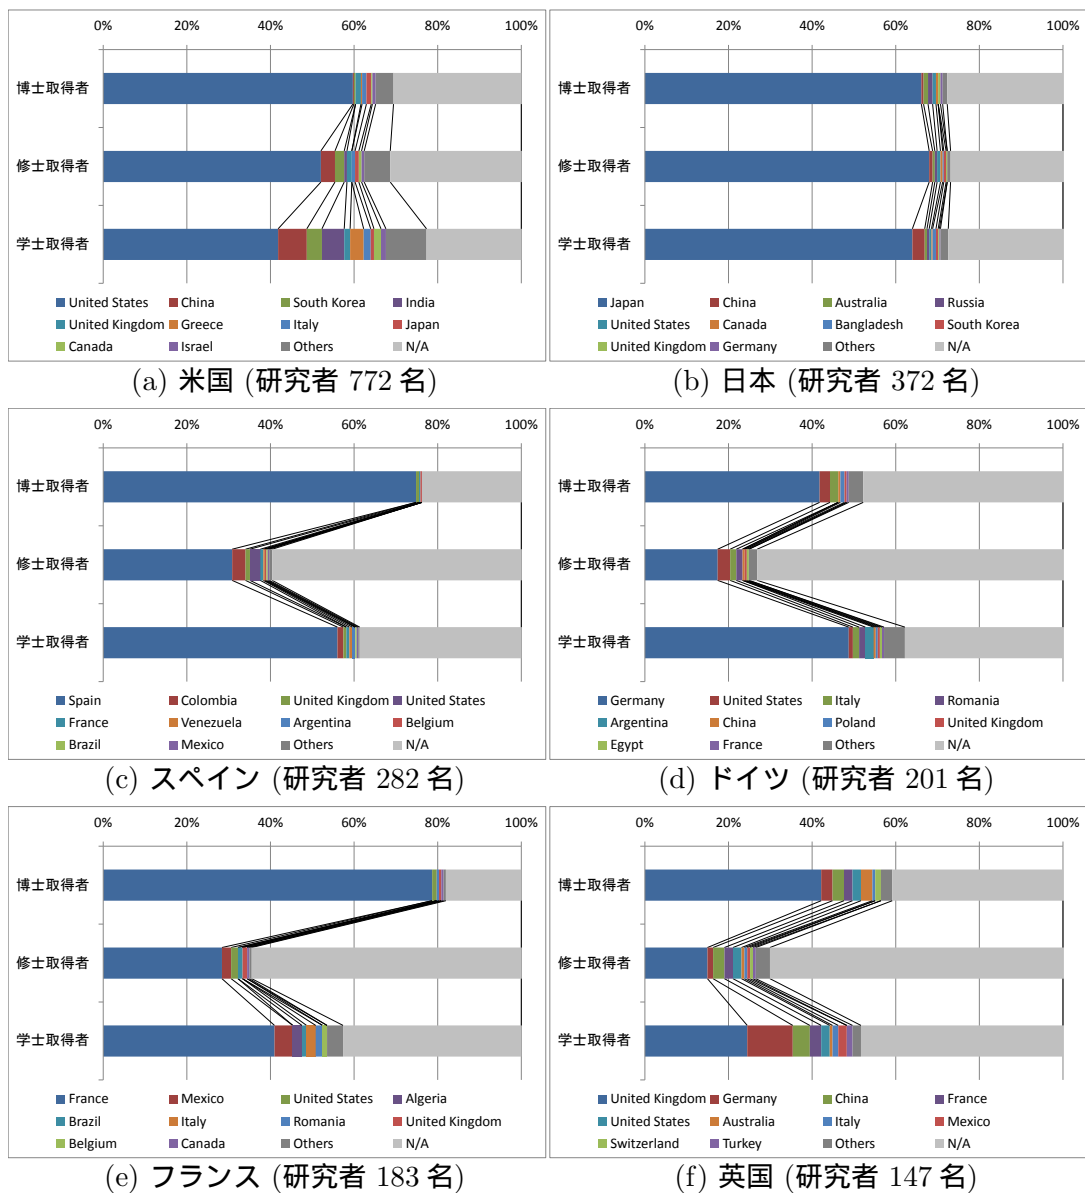 0% 20% 40% 60% 80% 100%
博士取得者
修士取得者
学士取得者
United States China South Korea India
United Kingdom Greece Italy Japan
Canada Israel Others N/A
(a) 米国 (研究者 772 名)
0% 20% 40% 60% 80% 100%
博士取得者
修士取得者
学士取得者
Japan China Australia Russia
United States Canada Bangladesh South Korea
United Kingdom Germany Others N/A
(b) 日本 (研究者 372 名)
0% 20% 40% 60% 80% 100%
博士取得者
修士取得者
学士取得者
Spain Colombia United Kingdom United States
France Venezuela Argentina Belgium
Brazil Mexico Others N/A
(c) スペイン (研究者 282 名)
0% 20% 40% 60% 80% 100%
博士取得者
修士取得者
学士取得者
Germany United States Italy Romania
Argentina China Poland United Kingdom
Egypt France Others N/A
(d) ドイツ (研究者 201 名)
0% 20% 40% 60% 80% 100%
博士取得者
修士取得者
学士取得者
France Mexico United States Algeria
Brazil Italy Romania United Kingdom
Belgium Canada Others N/A
(e) フランス (研究者 183 名)
0% 20% 40% 60% 80% 100%
博士取得者
修士取得者
学士取得者
United Kingdom Germany China France
United States Australia Italy Mexico
Switzerland Turkey Others N/A
(f) 英国 (研究者 147 名)